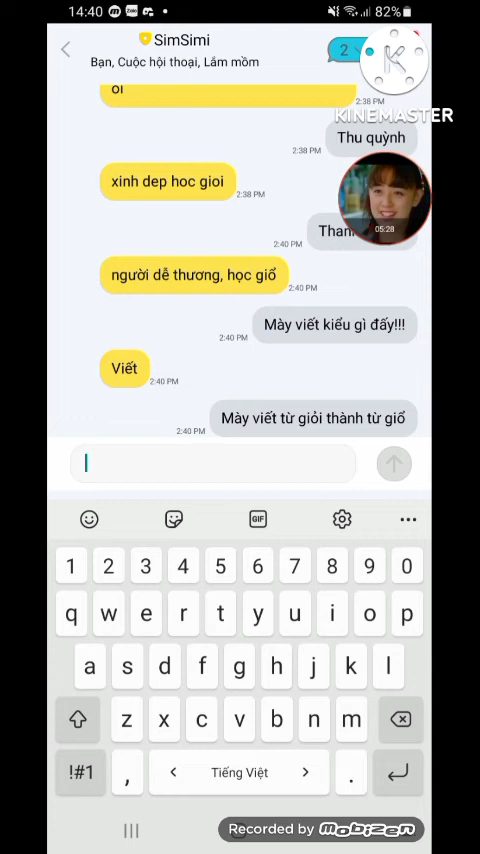 14:40
Zalo
82%
SimSimi
2
Bạn, Cuộc hội thoại, Lắm mồm
KINEMASTER
ơi
2:38 PM
Thu quỳnh
2:38 PM
xinh dep hoc gioi
2:38 PM
05:28
2:40 PM
người dễ thương, học giổ
2:40 PM
Mày viết kiểu gì đấy!!!
2:40 PM
Viết
2:40 PM
Mày viết từ giỏi thành từ giổ
2:40 PM
GIF
1 2 3 4 5 6 7 8 9 0
q w e r t y u i o p
a s d f g h j k l
z x c v b n m
!#1 , < Tiếng Việt > .
Recorded by mobizen